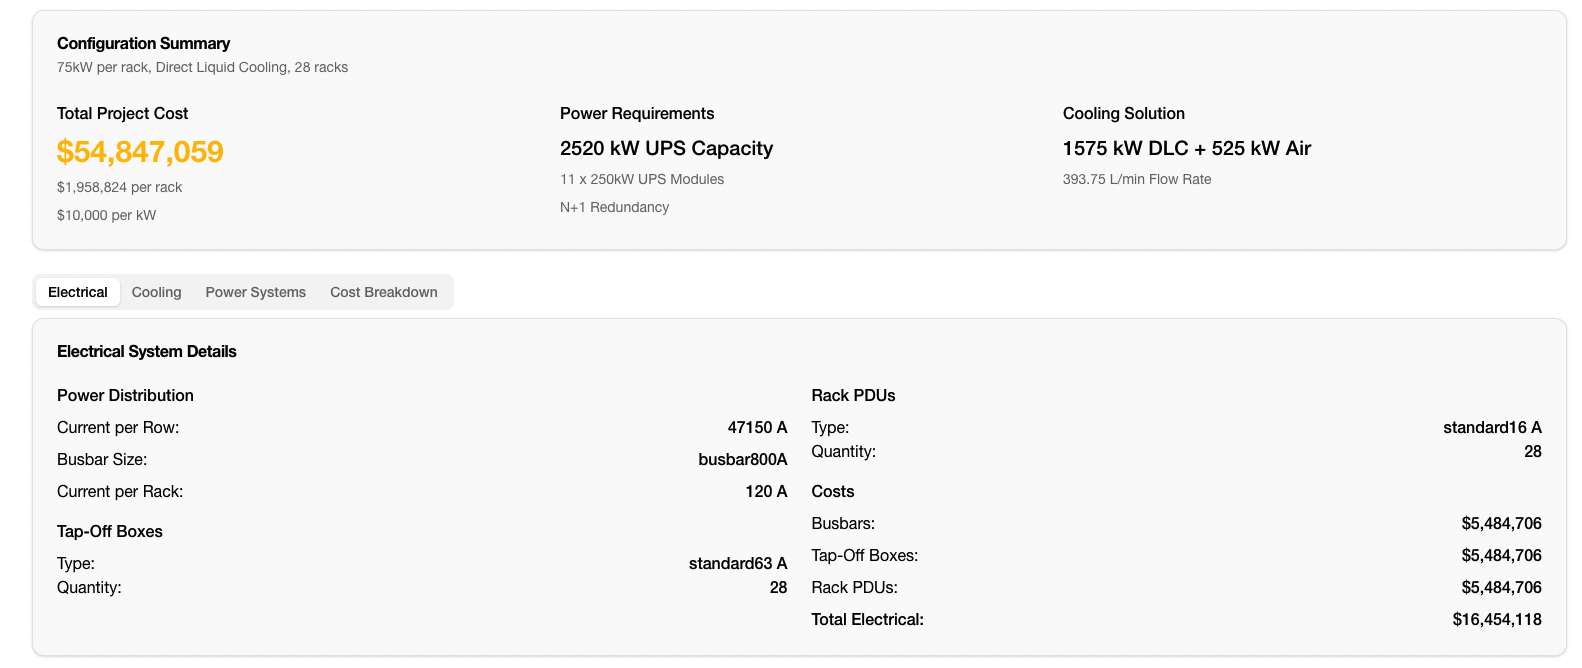 Configuration Summary
75kW per rack, Direct Liquid Cooling, 28 racks
Total Project Cost
$54,847,059
$1,958,824 per rack
$10,000 per kW
Power Requirements
2520 kW UPS Capacity
11 x 250kW UPS Modules
N+1 Redundancy
Cooling Solution
1575 kW DLC + 525 kW Air
393.75 L/min Flow Rate
Electrical Cooling Power Systems Cost Breakdown
Electrical System Details
Power Distribution
Current per Row: 47150 A
Busbar Size: busbar800A
Current per Rack: 120 A
Tap-Off Boxes
Type: standard63 A
Quantity: 28
Rack PDUs
Type: standard16 A
Quantity: 28
Costs
Busbars: $5,484,706
Tap-Off Boxes: $5,484,706
Rack PDUs: $5,484,706
Total Electrical: $16,454,118